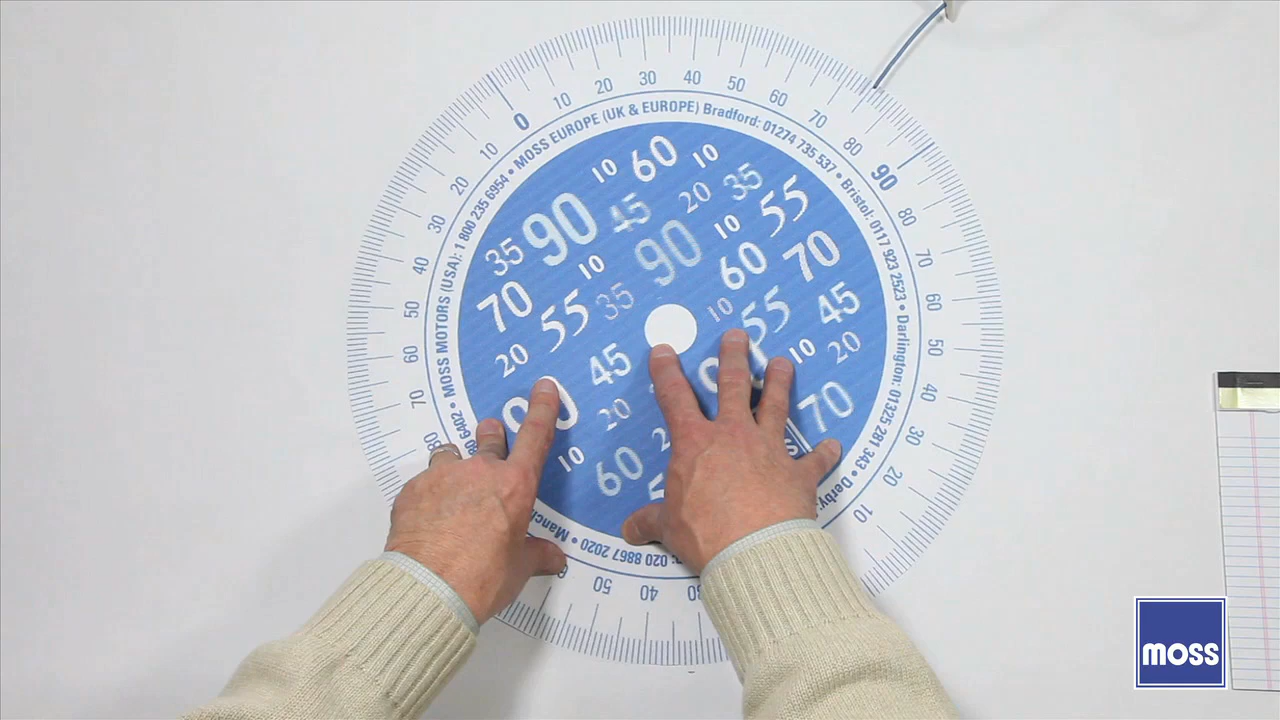 0 10 20 30 40 50 60 70 80 90 80 70 60 50 40 30 20 10
50 40
10 20 30 40 50 60 70 80
• MOSS MOTORS (USA): 1 800 235 6954 • MOSS EUROPE (UK & EUROPE) Bradford: 01274 735 537 • Bristol: 0117 923 2523 • Darlington: 01325 281 343 • Derby:
020 8867 2020 •
10 60 10
90 45 20 35
35 10 90 10 55
70 55 35 60 70
20 45 10 55 45
10 20
20 70
10 60
moss